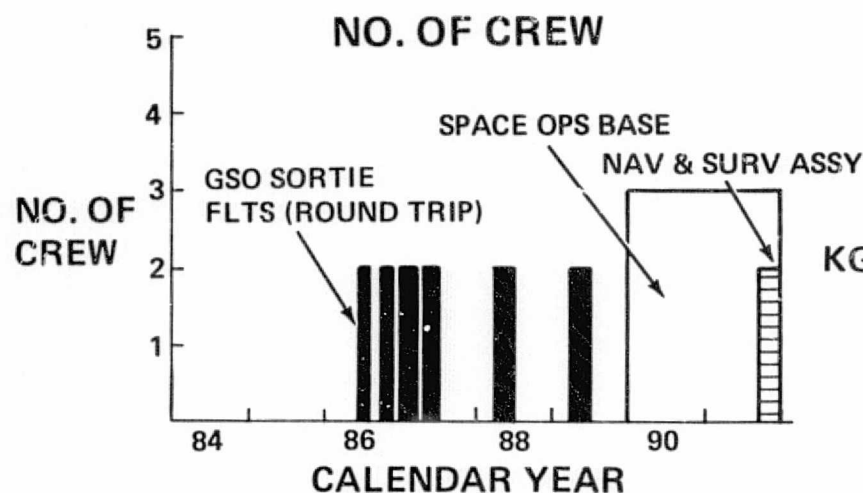 NO. OF CREW
5
4
3
2
1
NO. OF
CREW
GSO SORTIE
FLTS (ROUND TRIP)
SPACE OPS BASE
NAV & SURV ASSY
KG
84
86
88
90
CALENDAR YEAR